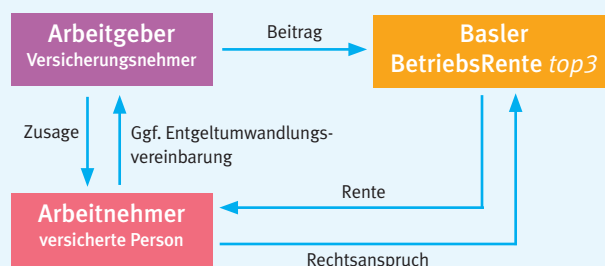 Arbeitgeber
Versicherungsnehmer
Beitrag
Basler
BetriebsRente top3
Zusage
Ggf. Entgeltumwandlungs-
vereinbarung
Rente
Arbeitnehmer
versicherte Person
Rechtsanspruch